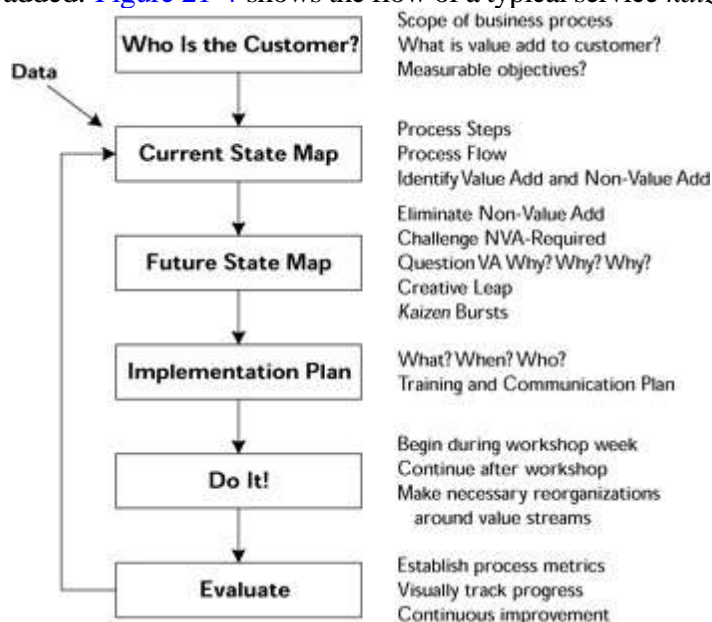 added. Figure 21-4 shows the flow of a typical service
Who Is the Customer?
Scope of business process
What is value add to customer?
Measurable objectives?
Data
Current State Map
Process Steps
Process Flow
Identify Value Add and Non-Value Add
Future State Map
Eliminate Non-Value Add
Challenge NVA-Required
Question VA Why? Why? Why?
Creative Leap
Kaizen Bursts
Implementation Plan
What? When? Who?
Training and Communication Plan
Do It!
Begin during workshop week
Continue after workshop
Make necessary reorganizations
around value streams
Evaluate
Establish process metrics
Visually track progress
Continuous improvement